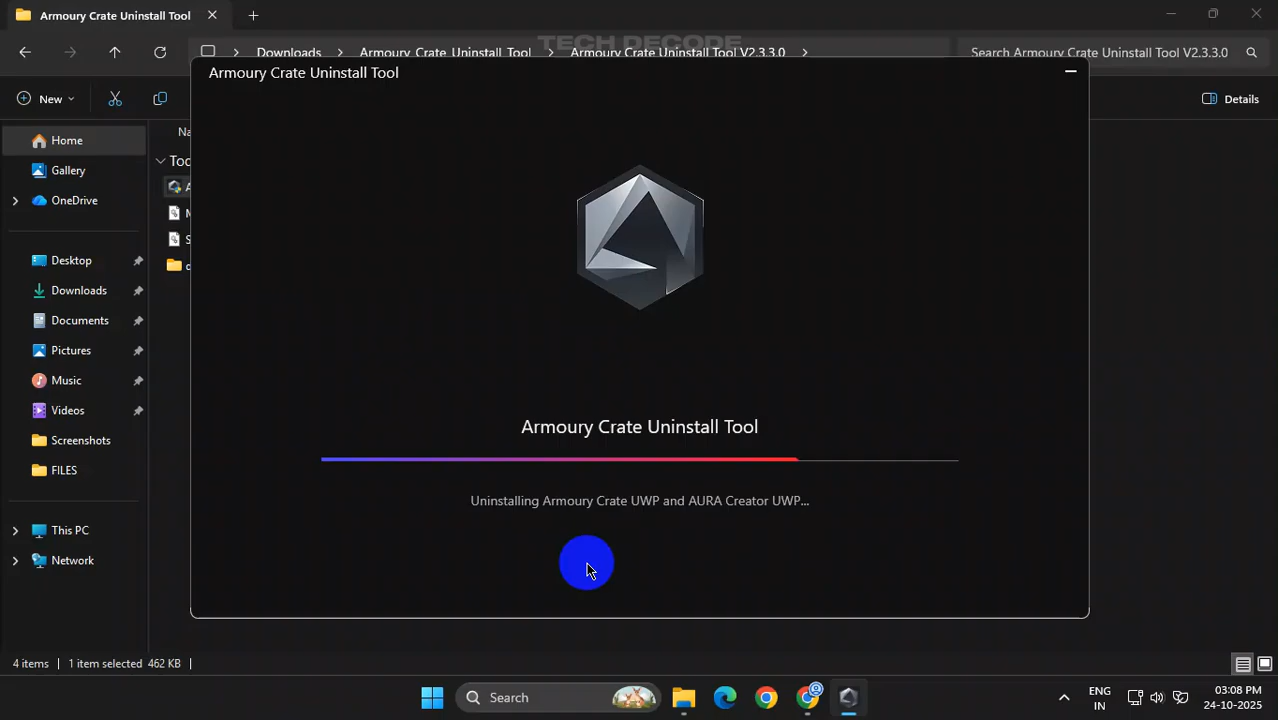 Armoury Crate Uninstall Tool
TECH DECODE
Downloads
Armoury Crate Uninstall Tool
Armoury Crate Uninstall Tool V2.3.3.0
Search Armoury Crate Uninstall Tool V2.3.3.0
Armoury Crate Uninstall Tool
New
Details
Home
Gallery
OneDrive
Desktop
Downloads
Documents
Pictures
Music
Videos
Screenshots
FILES
This PC
Network
Armoury Crate Uninstall Tool
Uninstalling Armoury Crate UWP and AURA Creator UWP...
4 items
1 item selected 462 KB
Search
ENG
IN
03:08 PM
24-10-2025